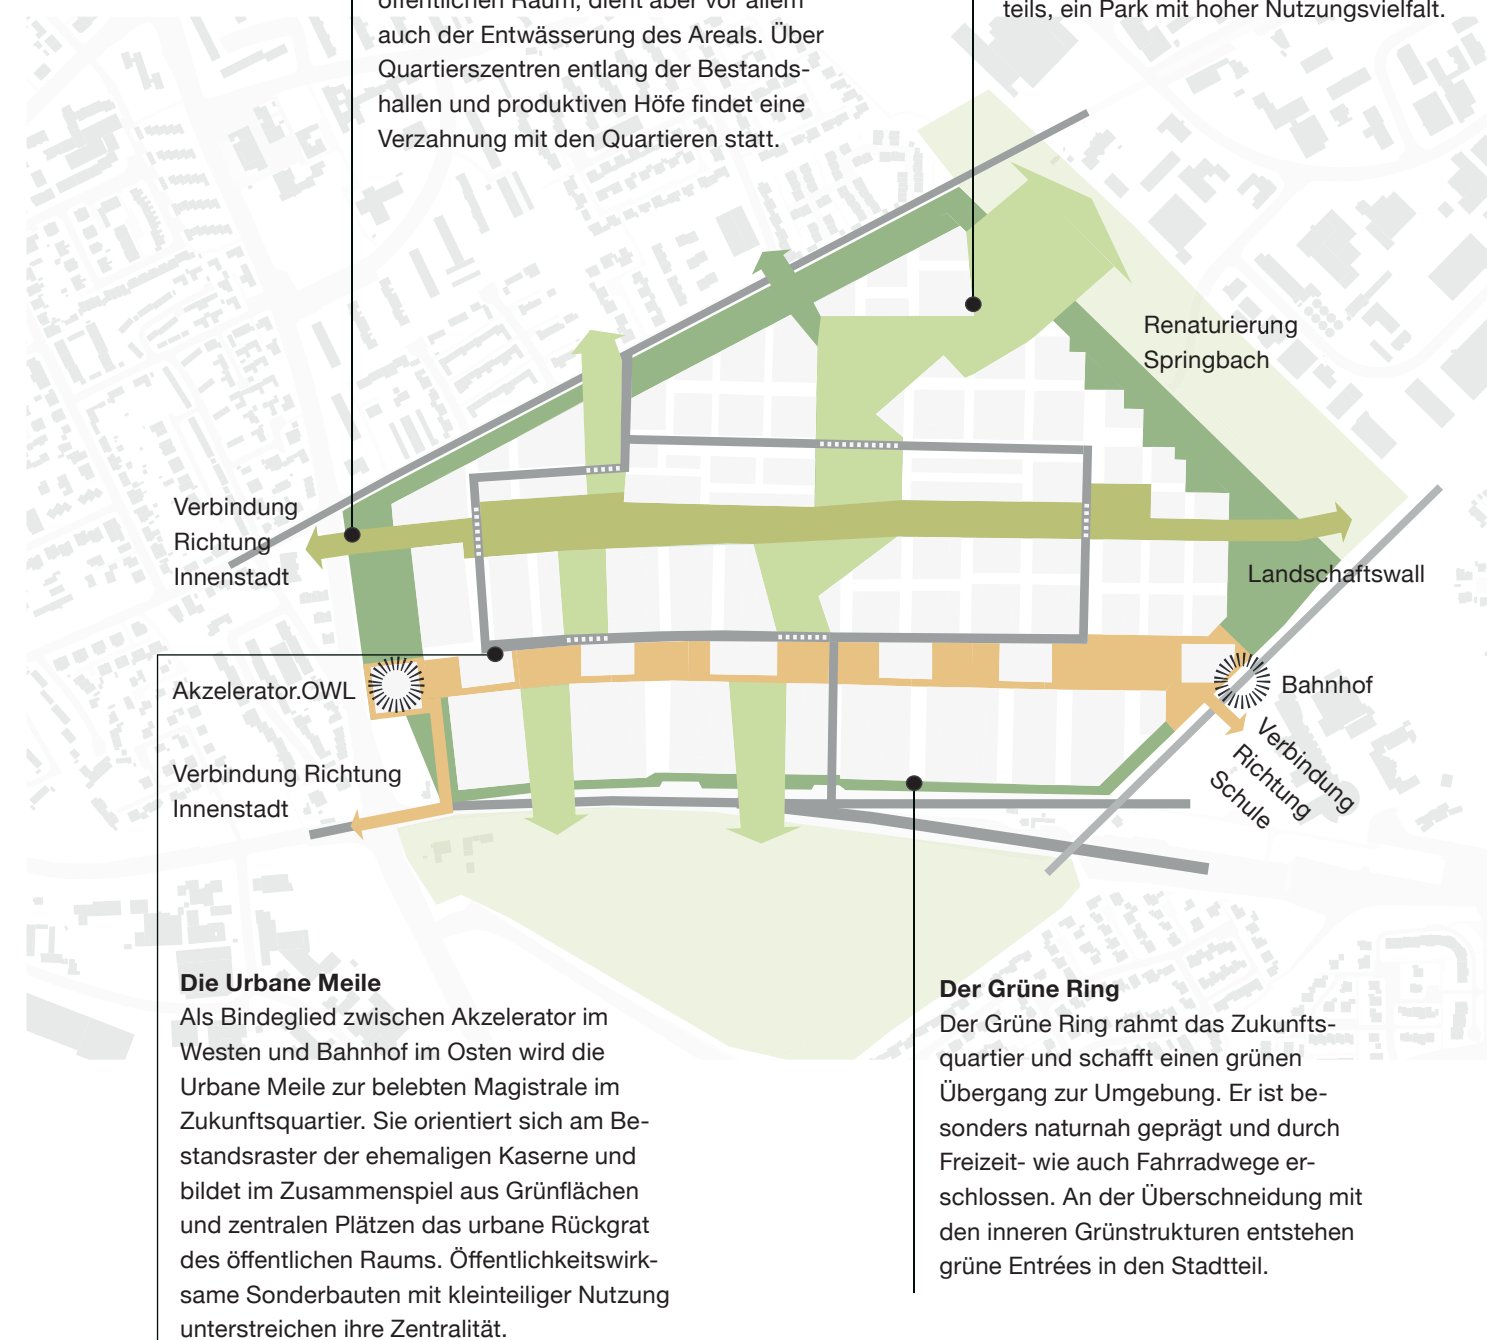 öffentlichen Raum, dient aber vor allem
auch der Entwässerung des Areals. Über
Quartierszentren entlang der Bestands-
hallen und produktiven Höfe findet eine
Verzahnung mit den Quartieren statt.
teils, ein Park mit hoher Nutzungsvielfalt.
Renaturierung
Springbach
Verbindung
Richtung
Innenstadt
Landschaftswall
Akzelerator.OWL
Bahnhof
Verbindung
Richtung
Schule
Verbindung Richtung
Innenstadt
Die Urbane Meile
Als Bindeglied zwischen Akzelerator im
Westen und Bahnhof im Osten wird die
Urbane Meile zur belebten Magistrale im
Zukunftsquartier. Sie orientiert sich am Be-
standsraster der ehemaligen Kaserne und
bildet im Zusammenspiel aus Grünflächen
und zentralen Plätzen das urbane Rückgrat
des öffentlichen Raums. Öffentlichkeitswirk-
same Sonderbauten mit kleinteiliger Nutzung
unterstreichen ihre Zentralität.
Der Grüne Ring
Der Grüne Ring rahmt das Zukunfts-
quartier und schafft einen grünen
Übergang zur Umgebung. Er ist be-
sonders naturnah geprägt und durch
Freizeit- wie auch Fahrradwege er-
schlossen. An der Überschneidung mit
den inneren Grünstrukturen entstehen
grüne Entrées in den Stadtteil.